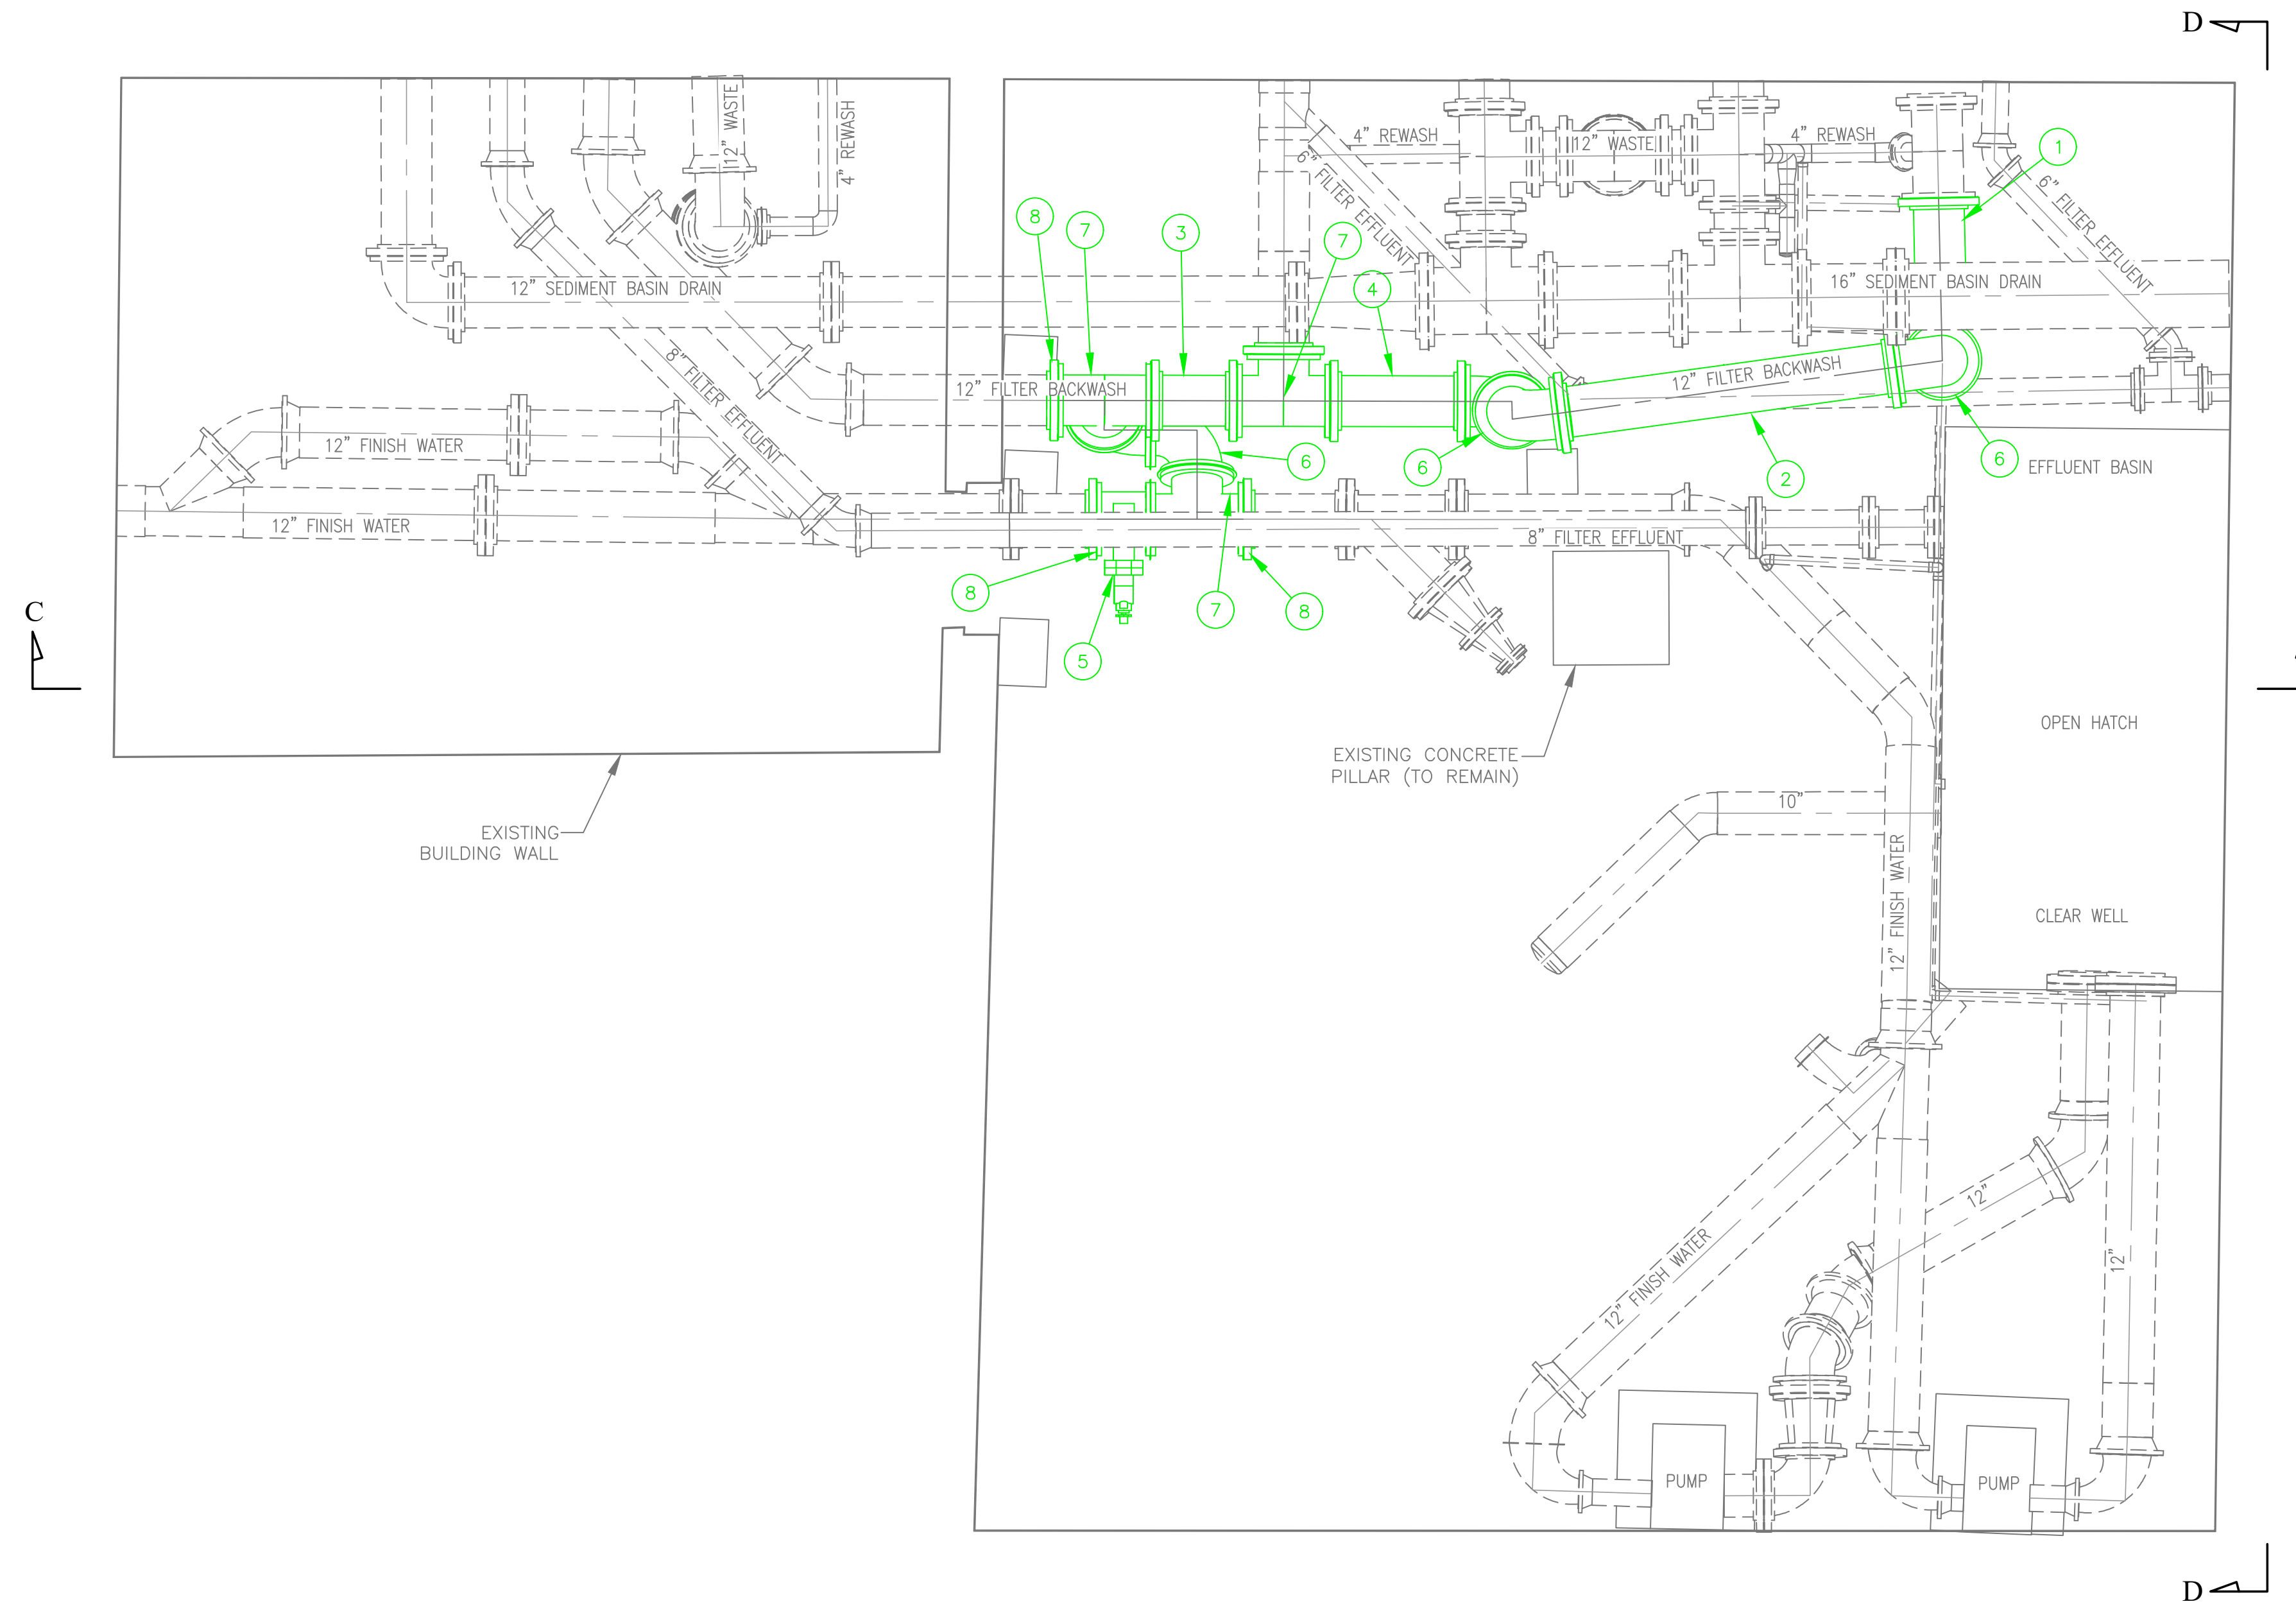 D
12” WASTE
4” REWASH
4” REWASH
12” WASTE
4” REWASH
1
6” FILTER EFFLUENT
6” FILTER EFFLUENT
8
7
3
7
4
12” SEDIMENT BASIN DRAIN
16” SEDIMENT BASIN DRAIN
8” FILTER EFFLUENT
12” FILTER BACKWASH
12” FILTER BACKWASH
12” FINISH WATER
6
6
2
6
EFFLUENT BASIN
12” FINISH WATER
8” FILTER EFFLUENT
8
7
8
5
C
OPEN HATCH
EXISTING CONCRETE
PILLAR (TO REMAIN)
EXISTING
BUILDING WALL
10”
12” FINISH WATER
CLEAR WELL
12”
12”
12” FINISH WATER
PUMP
PUMP
D